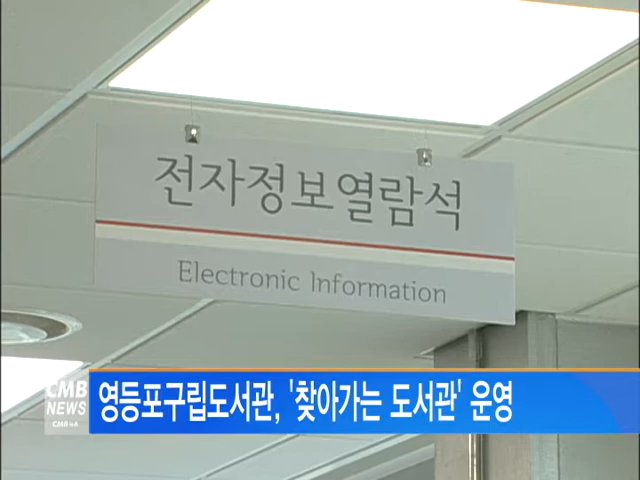 전자정보열람석
Electronic Information
CMB
NEWS
영등포구립도서관, '찾아가는 도서관' 운영